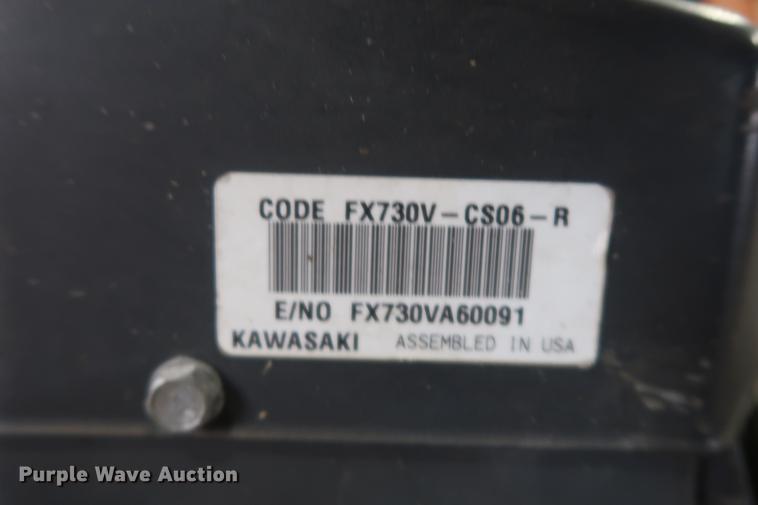 CODE FX730V-CS06-R
E/NO FX730VA60091
KAWASAKI ASSEMBLED IN USA
Purple Wave Auction